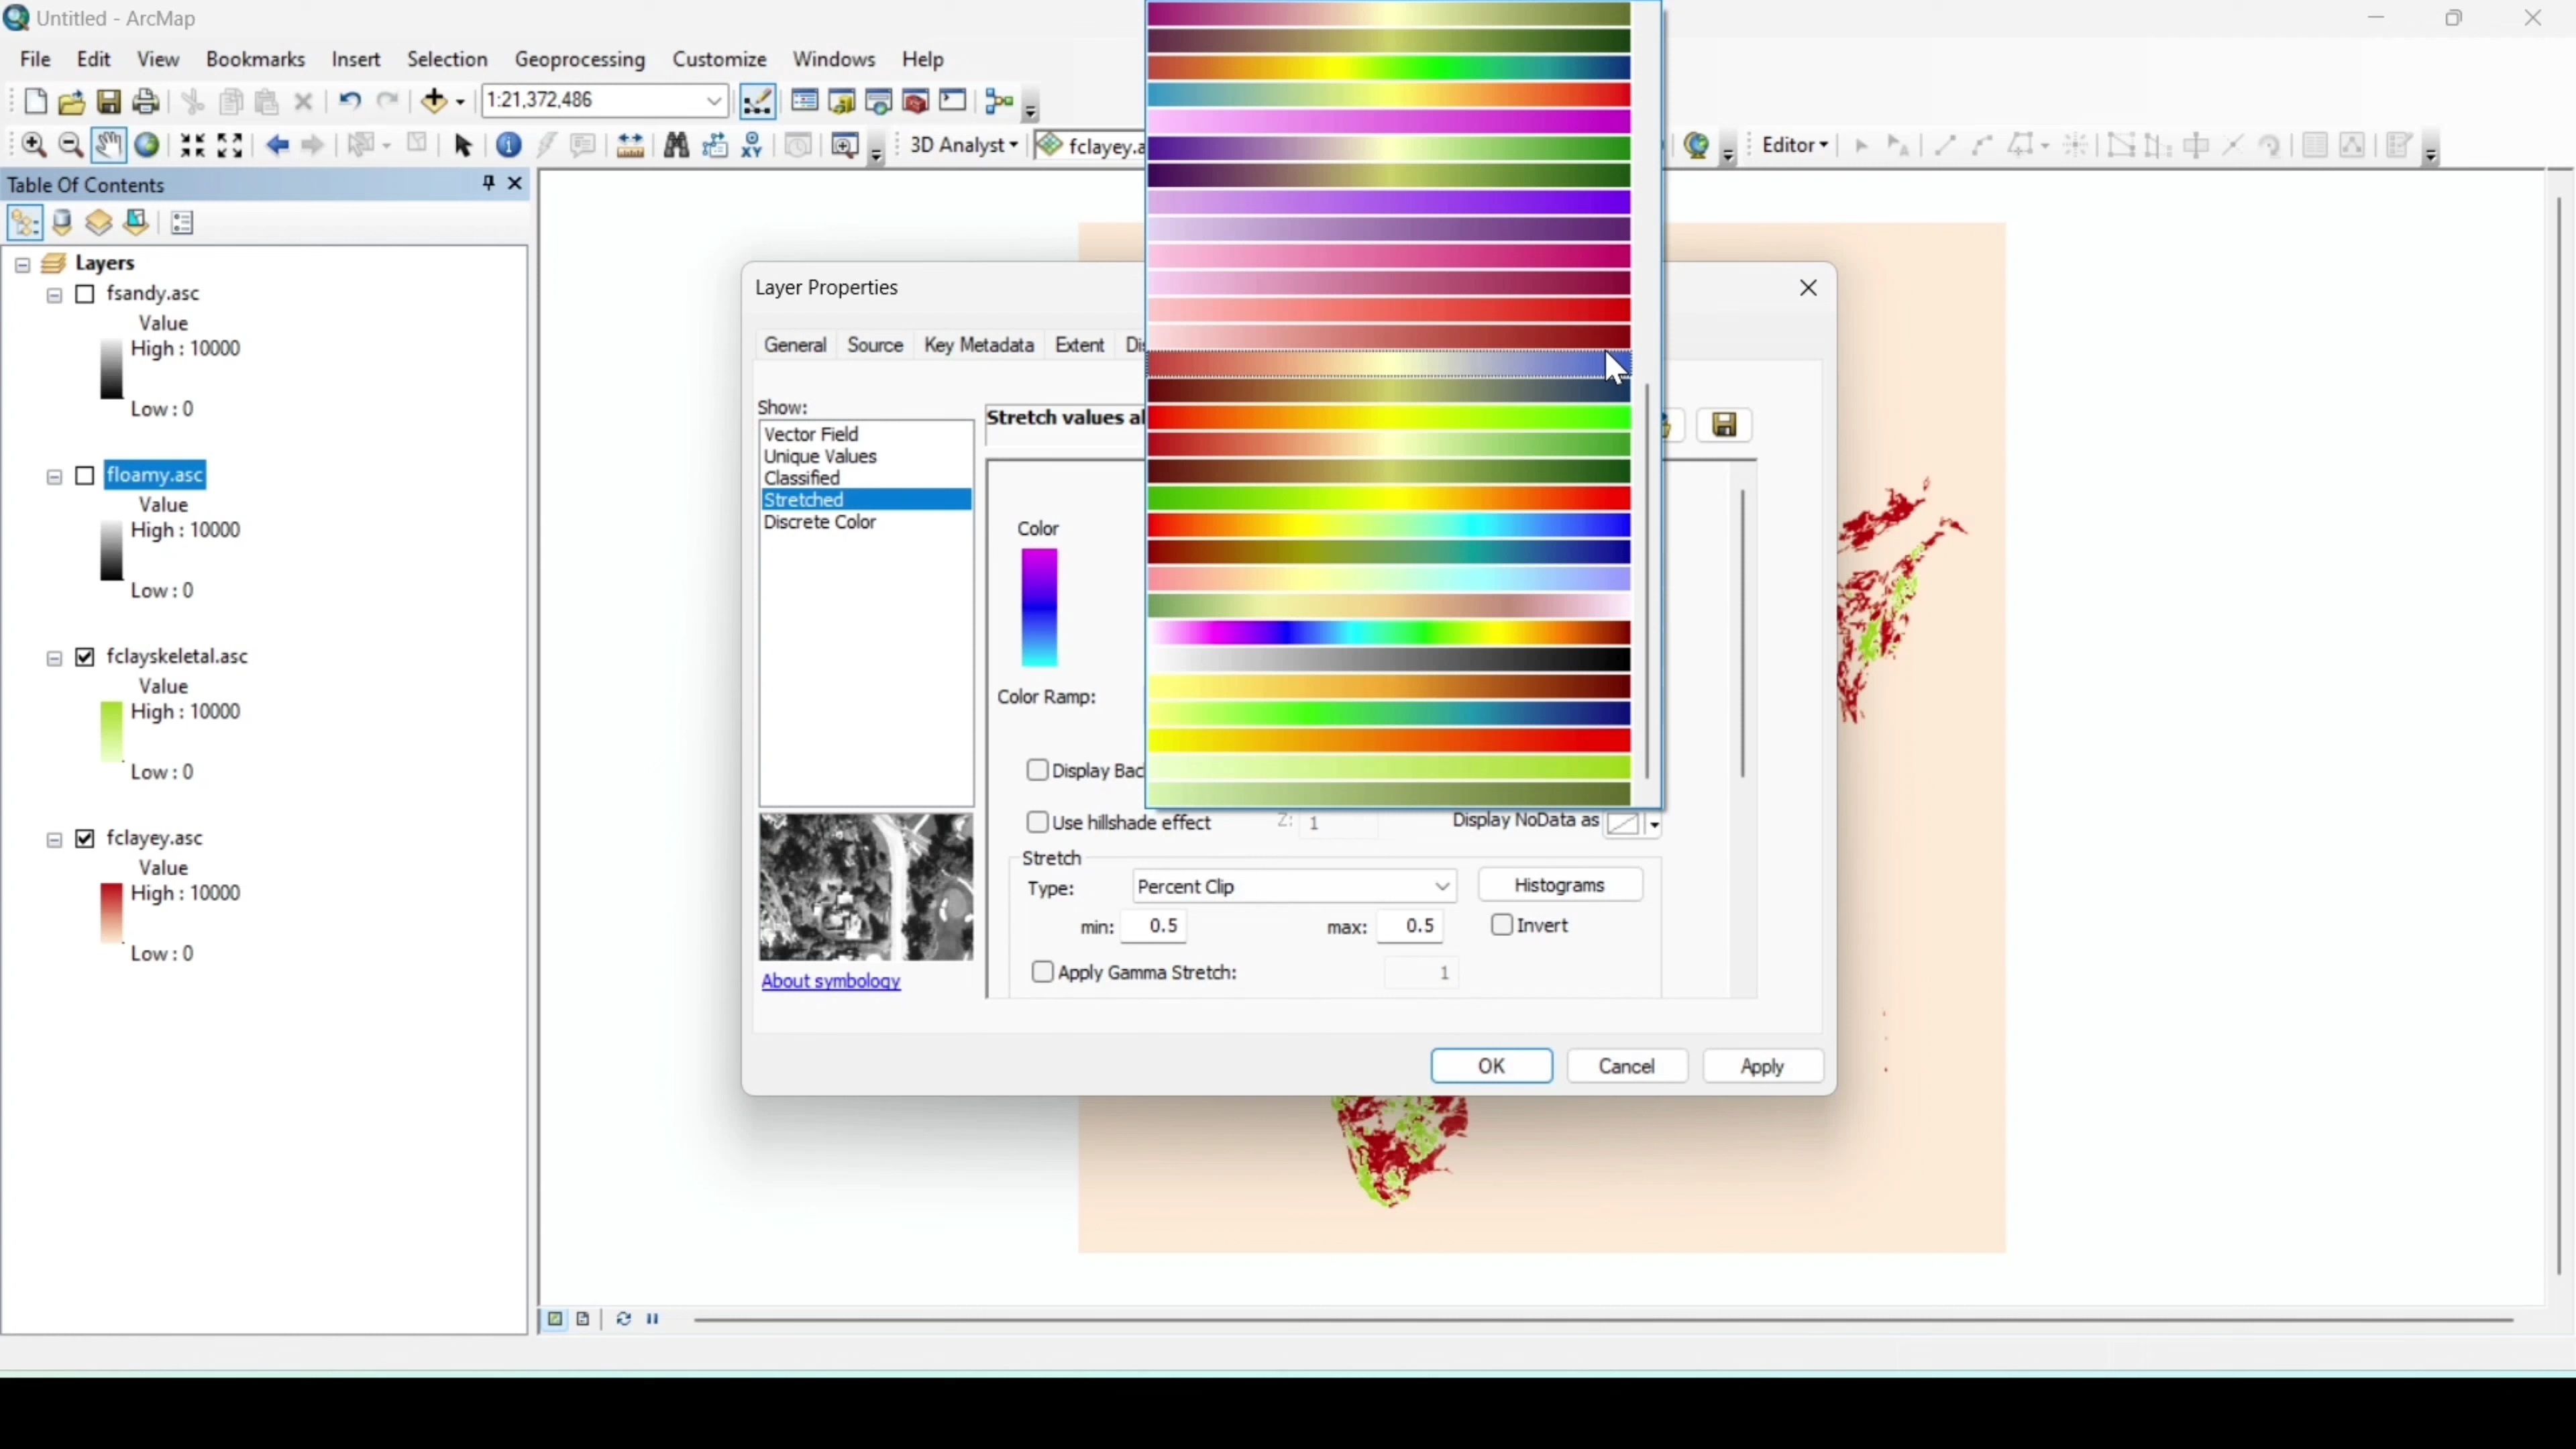 Untitled - ArcMap
File Edit View Bookmarks Insert Selection Geoprocessing Customize Windows Help
1:21,372,486
3D Analyst fclayey.a Editor
Table Of Contents
Layers
fsandy.asc
Value
High : 10000
Low : 0
floamy.asc
Value
High : 10000
Low : 0
fclayskeletal.asc
Value
High : 10000
Low : 0
fclayey.asc
Value
High : 10000
Low : 0
Layer Properties
General Source Key Metadata Extent Dis
Show:
Vector Field
Unique Values
Classified
Stretched
Discrete Color
About symbology
Stretch values al
Color
Color Ramp:
Display Bac
Use hillshade effect Z: 1 Display NoData as
Stretch
Type: Percent Clip Histograms
min: 0.5 max: 0.5 Invert
Apply Gamma Stretch: 1
OK Cancel Apply